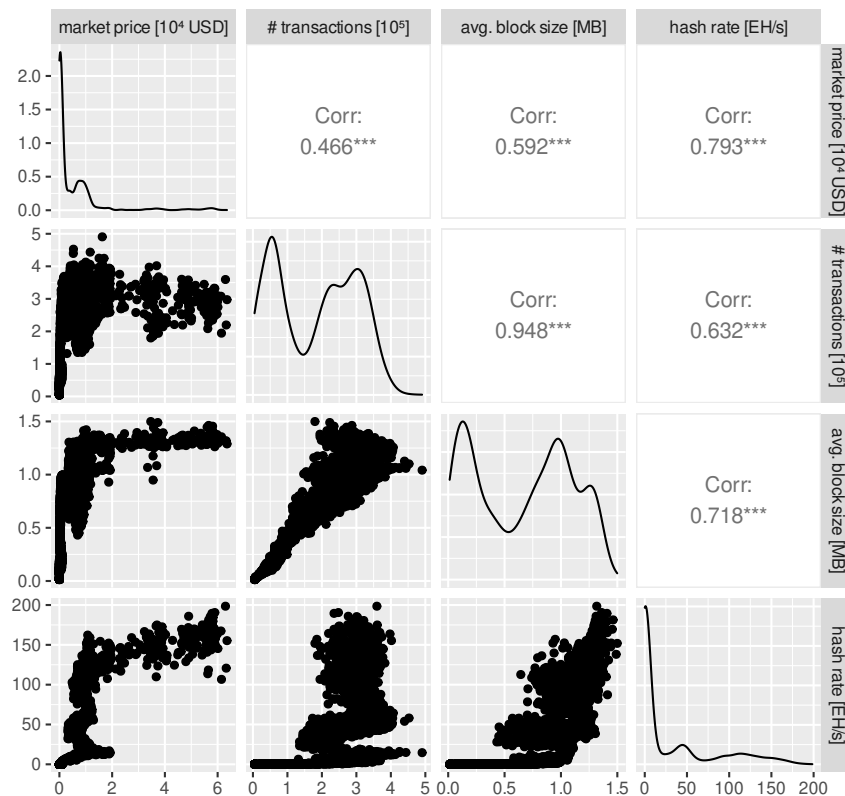 market price [10⁴ USD] # transactions [10⁵] avg. block size [MB] hash rate [EH/s]
2.0
1.5
1.0
0.5
0.0
Corr:
0.466***
Corr:
0.592***
Corr:
0.793***
market price [10⁴ USD]
5
4
3
2
1
0
Corr:
0.948***
Corr:
0.632***
# transactions [10⁵]
1.5
1.0
0.5
0.0
Corr:
0.718***
avg. block size [MB]
200
150
100
50
0
hash rate [EH/s]
0 2 4 6 0 1 2 3 4 5 0.0 0.5 1.0 1.5 0 50 100 150 200